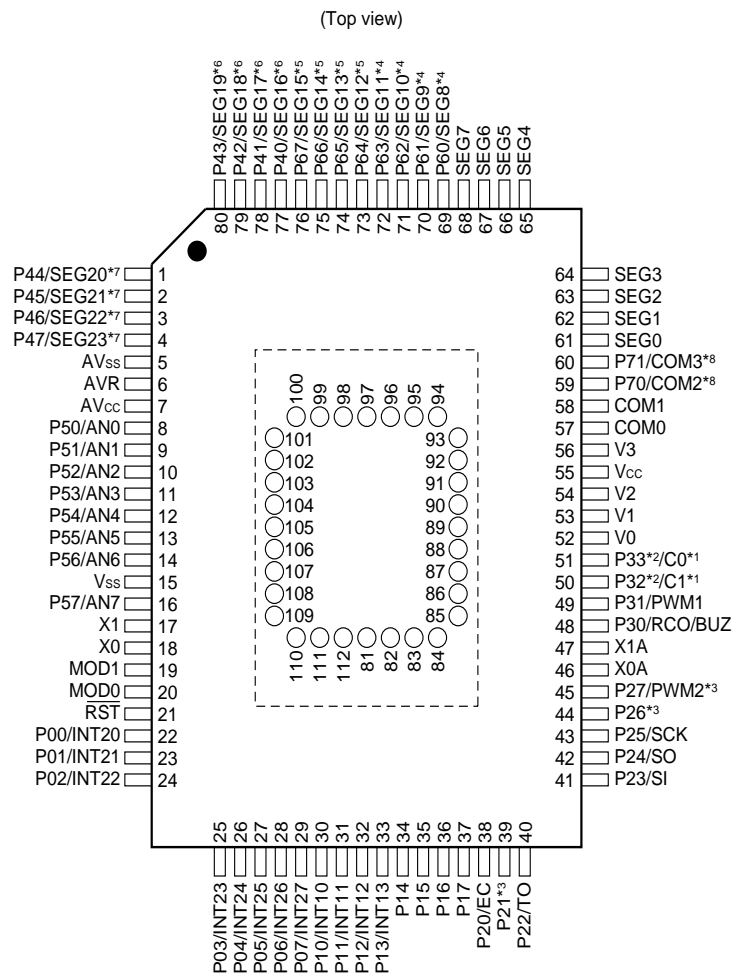 (Top view)
P43/SEG19*6
P42/SEG18*6
P41/SEG17*6
P40/SEG16*6
P67/SEG15*5
P66/SEG14*5
P65/SEG13*5
P64/SEG12*5
P63/SEG11*4
P62/SEG10*4
P61/SEG9*4
P60/SEG8*4
SEG7
SEG6
SEG5
SEG4
80 79 78 77 76 75 74 73 72 71 70 69 68 67 66 65
P44/SEG20*7 1
P45/SEG21*7 2
P46/SEG22*7 3
P47/SEG23*7 4
AVss 5
AVR 6
AVcc 7
P50/AN0 8
P51/AN1 9
P52/AN2 10
P53/AN3 11
P54/AN4 12
P55/AN5 13
P56/AN6 14
Vss 15
P57/AN7 16
X1 17
X0 18
MOD1 19
MOD0 20
RST 21
P00/INT20 22
P01/INT21 23
P02/INT22 24
100 99 98 97 96 95 94
101 93
102 92
103 91
104 90
105 89
106 88
107 87
108 86
109 85
110 111 112 81 82 83 84
64 SEG3
63 SEG2
62 SEG1
61 SEG0
60 P71/COM3*8
59 P70/COM2*8
58 COM1
57 COM0
56 V3
55 Vcc
54 V2
53 V1
52 V0
51 P33*2/C0*1
50 P32*2/C1*1
49 P31/PWM1
48 P30/RCO/BUZ
47 X1A
46 X0A
45 P27/PWM2*3
44 P26*3
43 P25/SCK
42 P24/SO
41 P23/SI
25 26 27 28 29 30 31 32 33 34 35 36 37 38 39 40
P03/INT23
P04/INT24
P05/INT25
P06/INT26
P07/INT27
P10/INT10
P11/INT11
P12/INT12
P13/INT13
P14
P15
P16
P17
P20/EC
P21*3
P22/TO